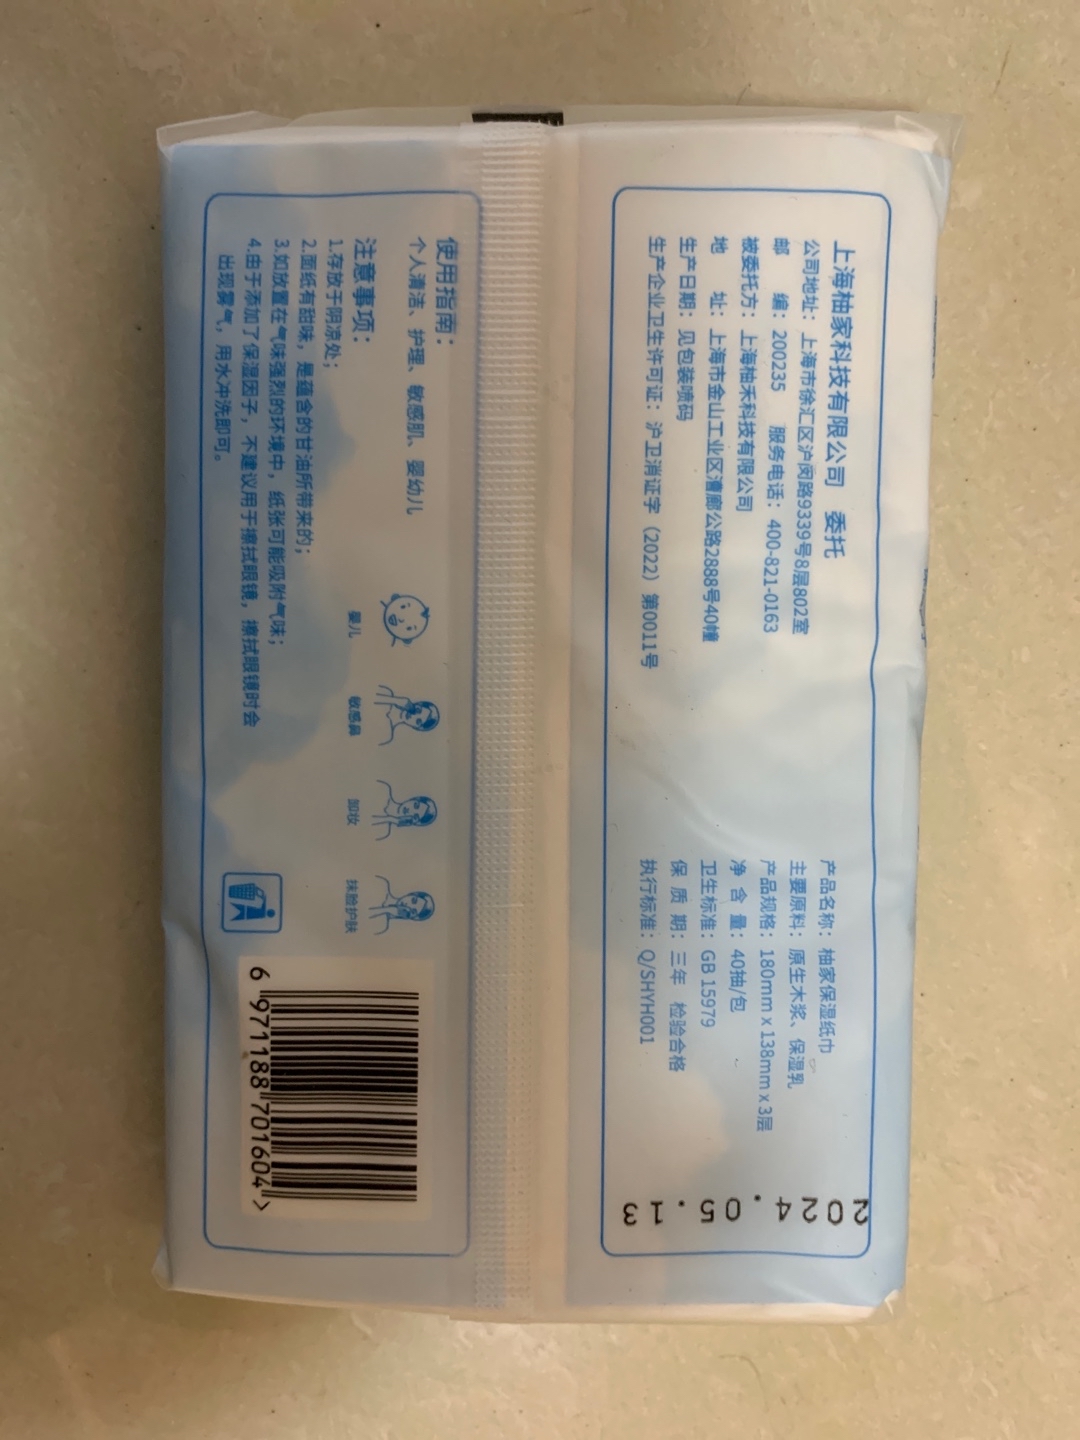 上海柚家科技有限公司 委托
公司地址：上海市徐汇区沪闵路9339号8层802室
邮 编：200235 服务电话：400-821-0163
被委托方：上海柚禾科技有限公司
地 址：上海市金山工业区漕廊公路2888号40幢
生产日期：见包装喷码
生产企业卫生许可证：沪卫消证字（2022）第0011号
产品名称：柚家保湿纸巾
主要原料：原生木浆、保湿乳
产品规格：180mm x 138mm x 3层
净 含 量：40抽/包
卫生标准：GB 15979
保 质 期：三年 检验合格
执行标准：Q/SHYH001
2024.05.13
使用指南：
个人清洁、护理、敏感肌、婴幼儿
注意事项：
1.存放于阴凉处；
2.面纸有甜味，是蕴含的甘油所带来的；
3.如放置在气味强烈的环境中，纸张可能吸附气味；
4.由于添加了保湿因子，不建议用于擦拭眼镜，擦拭眼镜时会
出现雾气，用水冲洗即可。
婴儿
敏感鼻
卸妆
抹脸护肤
6 971188 701604 >